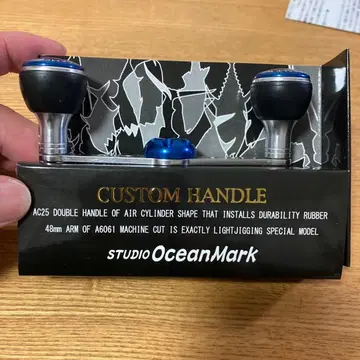 CUSTOM HANDLE
AC25 DOUBLE HANDLE OF AIR CYLINDER SHAPE THAT INSTALLS DURABILITY RUBBER
48mm ARM OF A6061 MACHINE CUT IS EXACTLY LIGHTJIGGING SPECIAL MODEL
STUDIO OceanMark